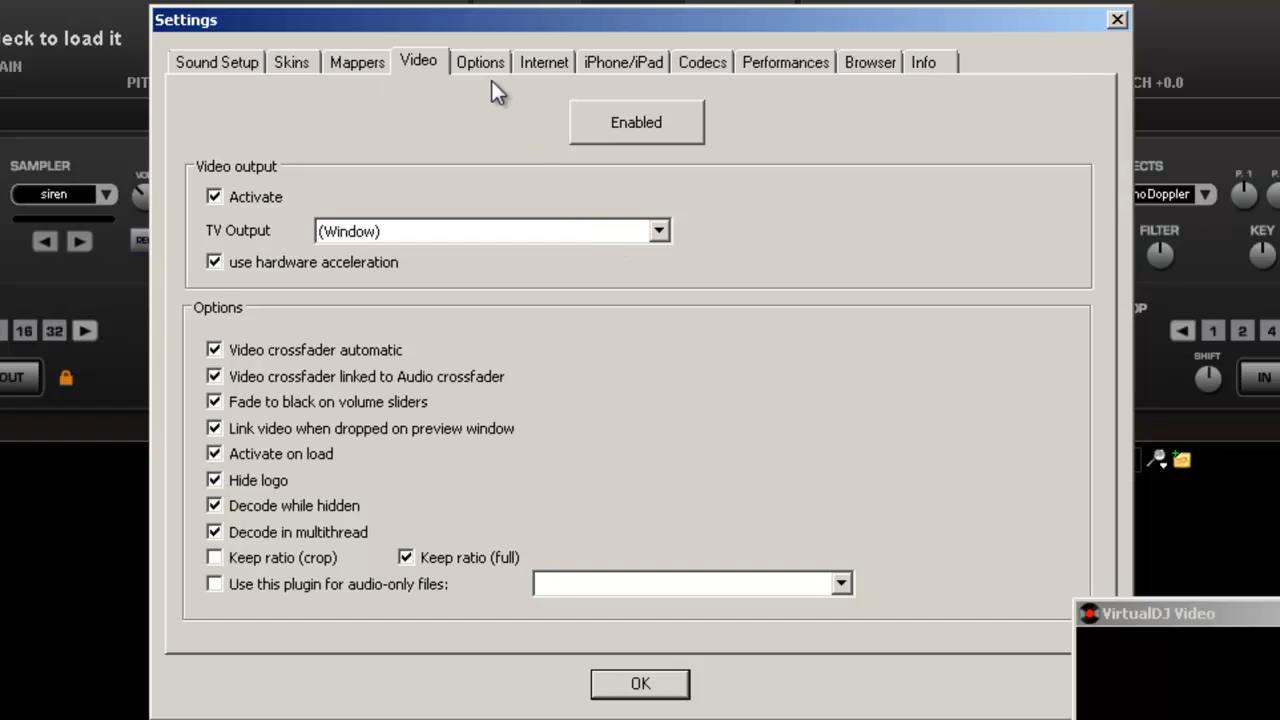 Settings
eck to load it
AIN
PIT
CH +0.0
Sound Setup Skins Mappers Video Options Internet iPhone/iPad Codecs Performances Browser Info
Enabled
Video output
Activate
TV Output (Window)
use hardware acceleration
Options
Video crossfader automatic
Video crossfader linked to Audio crossfader
Fade to black on volume sliders
Link video when dropped on preview window
Activate on load
Hide logo
Decode while hidden
Decode in multithread
Keep ratio (crop) Keep ratio (full)
Use this plugin for audio-only files:
OK
SAMPLER
VO
siren
RE
16 32
OUT
ECTS
P. 1 P.
noDoppler
FILTER KEY
OP
1 2 4
SHIFT
IN
VirtualDJ Video